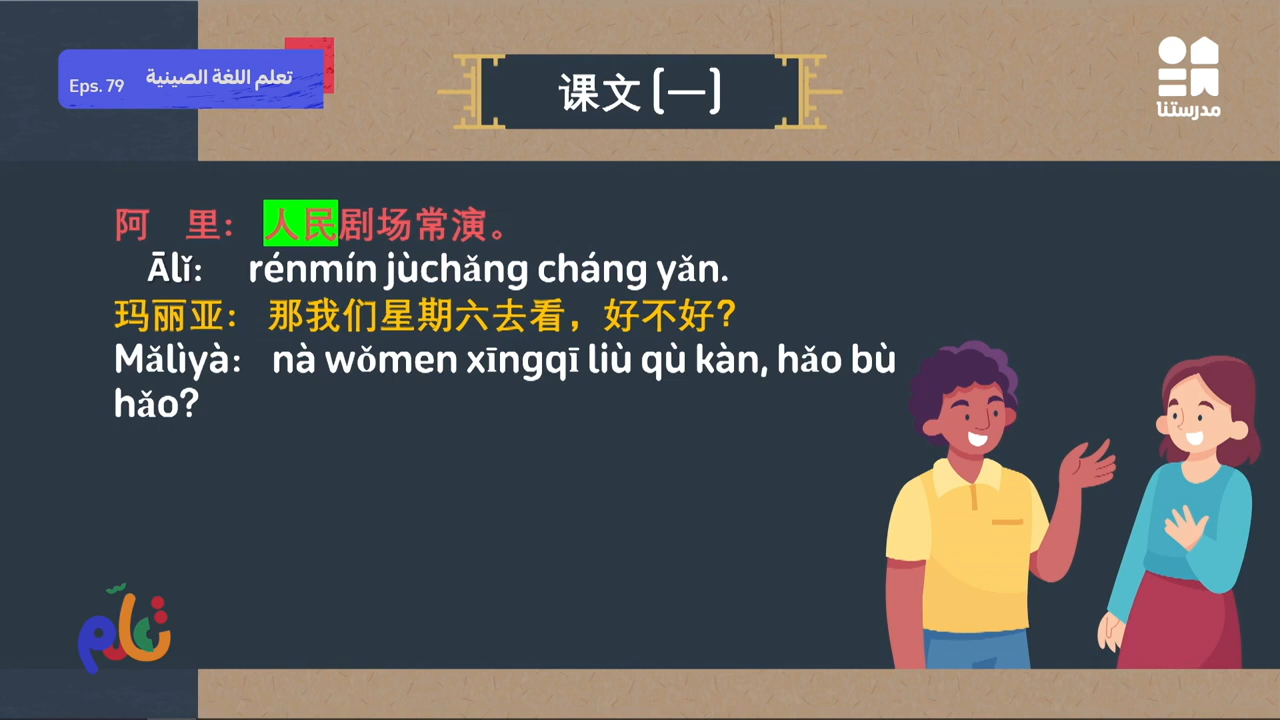 تعلم اللغة الصينية
Eps. 79
课文(一)
مدرستنا
阿 里: 人民剧场常演。
Ālǐ: rénmín jùchǎng cháng yǎn.
玛丽亚: 那我们星期六去看，好不好?
Mǎlìyà: nà wǒmen xīngqī liù qù kàn, hǎo bù
hǎo?